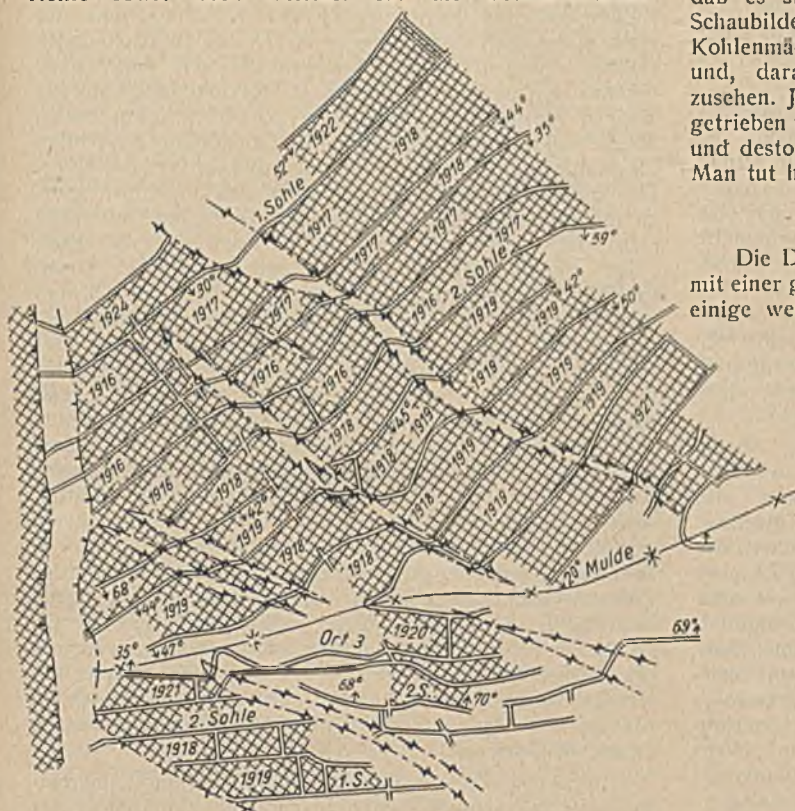 daß es s
Schaubilde
Kohlenmä
und, dara
zusehen. J
getrieben
und desto
Man tut h
Die D
mit einer g
einige we
1922
52°
1918
44°
35°
1. Sohle
1918
1917
1917
1917
59°
2. Sohle
1916
1924
30°
1917
1917
1919
1919
42°
50°
1916
1916
1916
1919
1919
1921
1918
45°
1919
1918
1919
1916
1916
1918
42°
1919
1918
1919
68°
44°
1919
1918
1918
20° Mulde
Ort 3
1920
69°
35°
47°
1921
68°
2. S.
70°
2. Sohle
1918
1919
1. S.